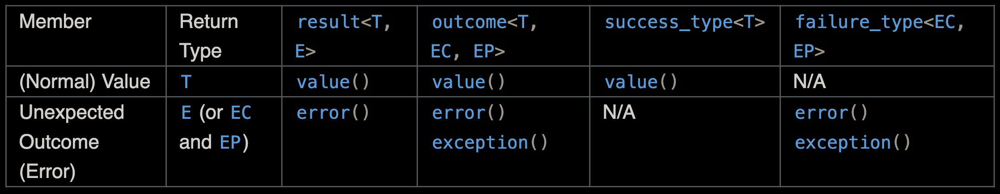 Member
Return
Type
result<T,
E>
outcome<T,
EC, EP>
success_type<T>
failure_type<EC,
EP>
(Normal) Value
T
value()
value()
value()
N/A
Unexpected
Outcome
(Error)
E (or EC
and EP)
error()
error()
exception()
N/A
error()
exception()